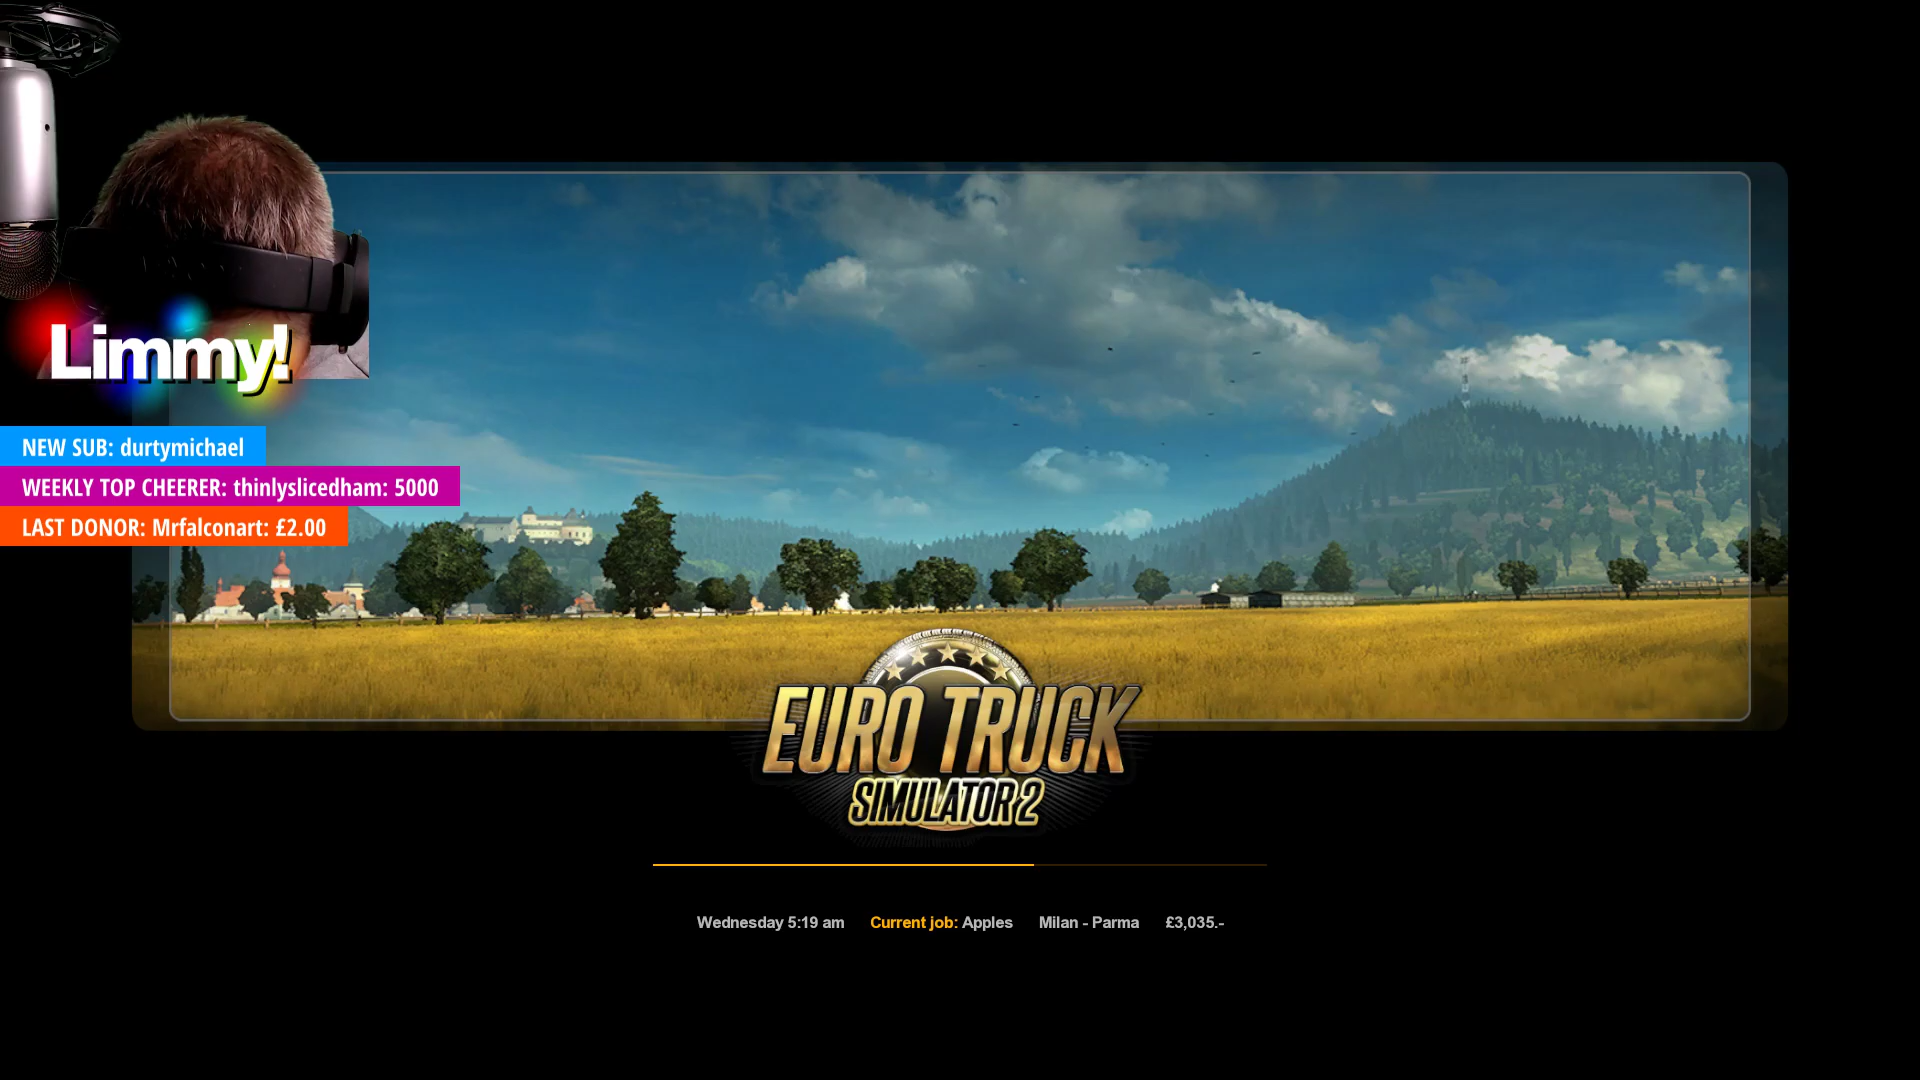 Limmy!
NEW SUB: durtymichael
WEEKLY TOP CHEERER: thinlyslicedham: 5000
LAST DONOR: Mrfalconart: £2.00
EURO TRUCK
SIMULATOR 2
Wednesday 5:19 am Current job: Apples Milan - Parma £3,035.-